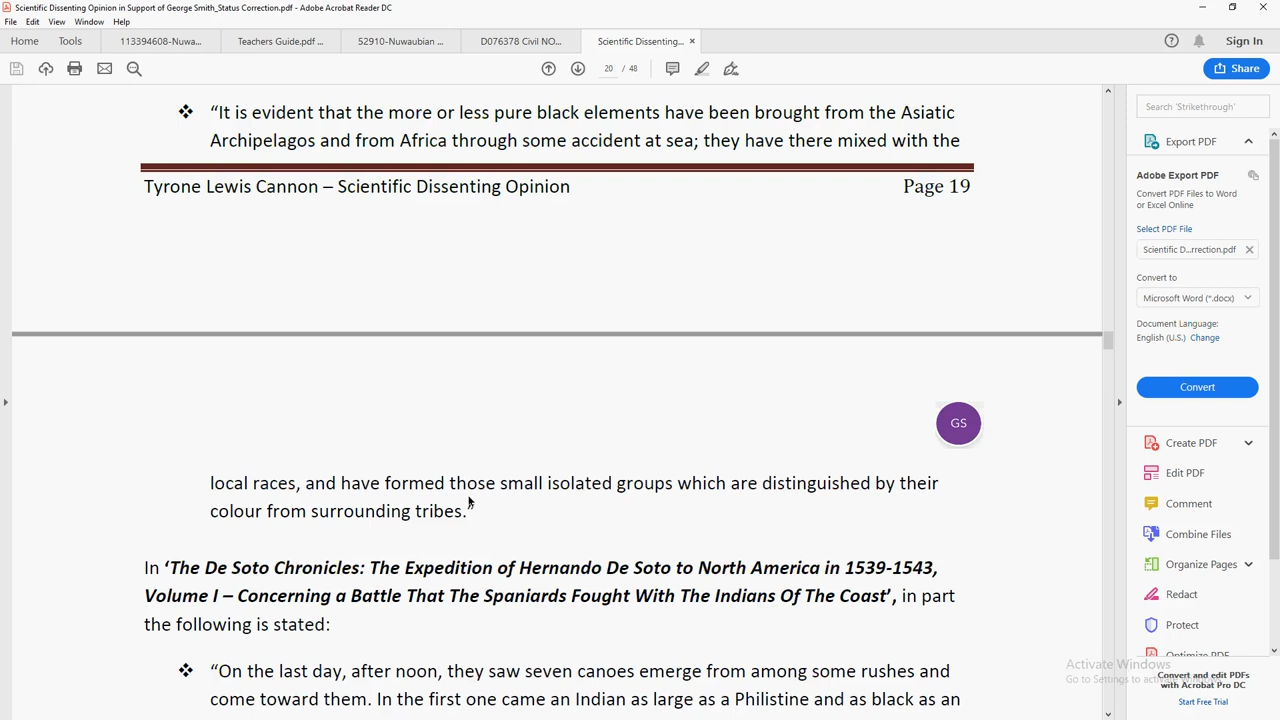 Scientific Dissenting Opinion in Support of George Smith_Status Correction.pdf - Adobe Acrobat Reader DC
File Edit View Window Help
Home Tools 113394608-Nuwa... Teachers Guide.pdf ... 52910-Nuwaubian ... D076378 Civil NO... Scientific Dissenting... × Sign In
20 / 48 Share
❖ “It is evident that the more or less pure black elements have been brought from the Asiatic
Archipelagos and from Africa through some accident at sea; they have there mixed with the
Tyrone Lewis Cannon – Scientific Dissenting Opinion Page 19
GS
local races, and have formed those small isolated groups which are distinguished by their
colour from surrounding tribes.”
In ‘The De Soto Chronicles: The Expedition of Hernando De Soto to North America in 1539-1543,
Volume I – Concerning a Battle That The Spaniards Fought With The Indians Of The Coast’, in part
the following is stated:
❖ “On the last day, after noon, they saw seven canoes emerge from among some rushes and
come toward them. In the first one came an Indian as large as a Philistine and as black as an
Search 'Strikethrough'
Export PDF
Adobe Export PDF
Convert PDF Files to Word
or Excel Online
Select PDF File
Scientific D...rrection.pdf
Convert to
Microsoft Word (*.docx)
Document Language:
English (U.S.) Change
Convert
Create PDF
Edit PDF
Comment
Combine Files
Organize Pages
Redact
Protect
Optimize PDF
Activate Windows
Go to Settings to activate
Convert and edit PDFs
with Acrobat Pro DC
Start Free Trial